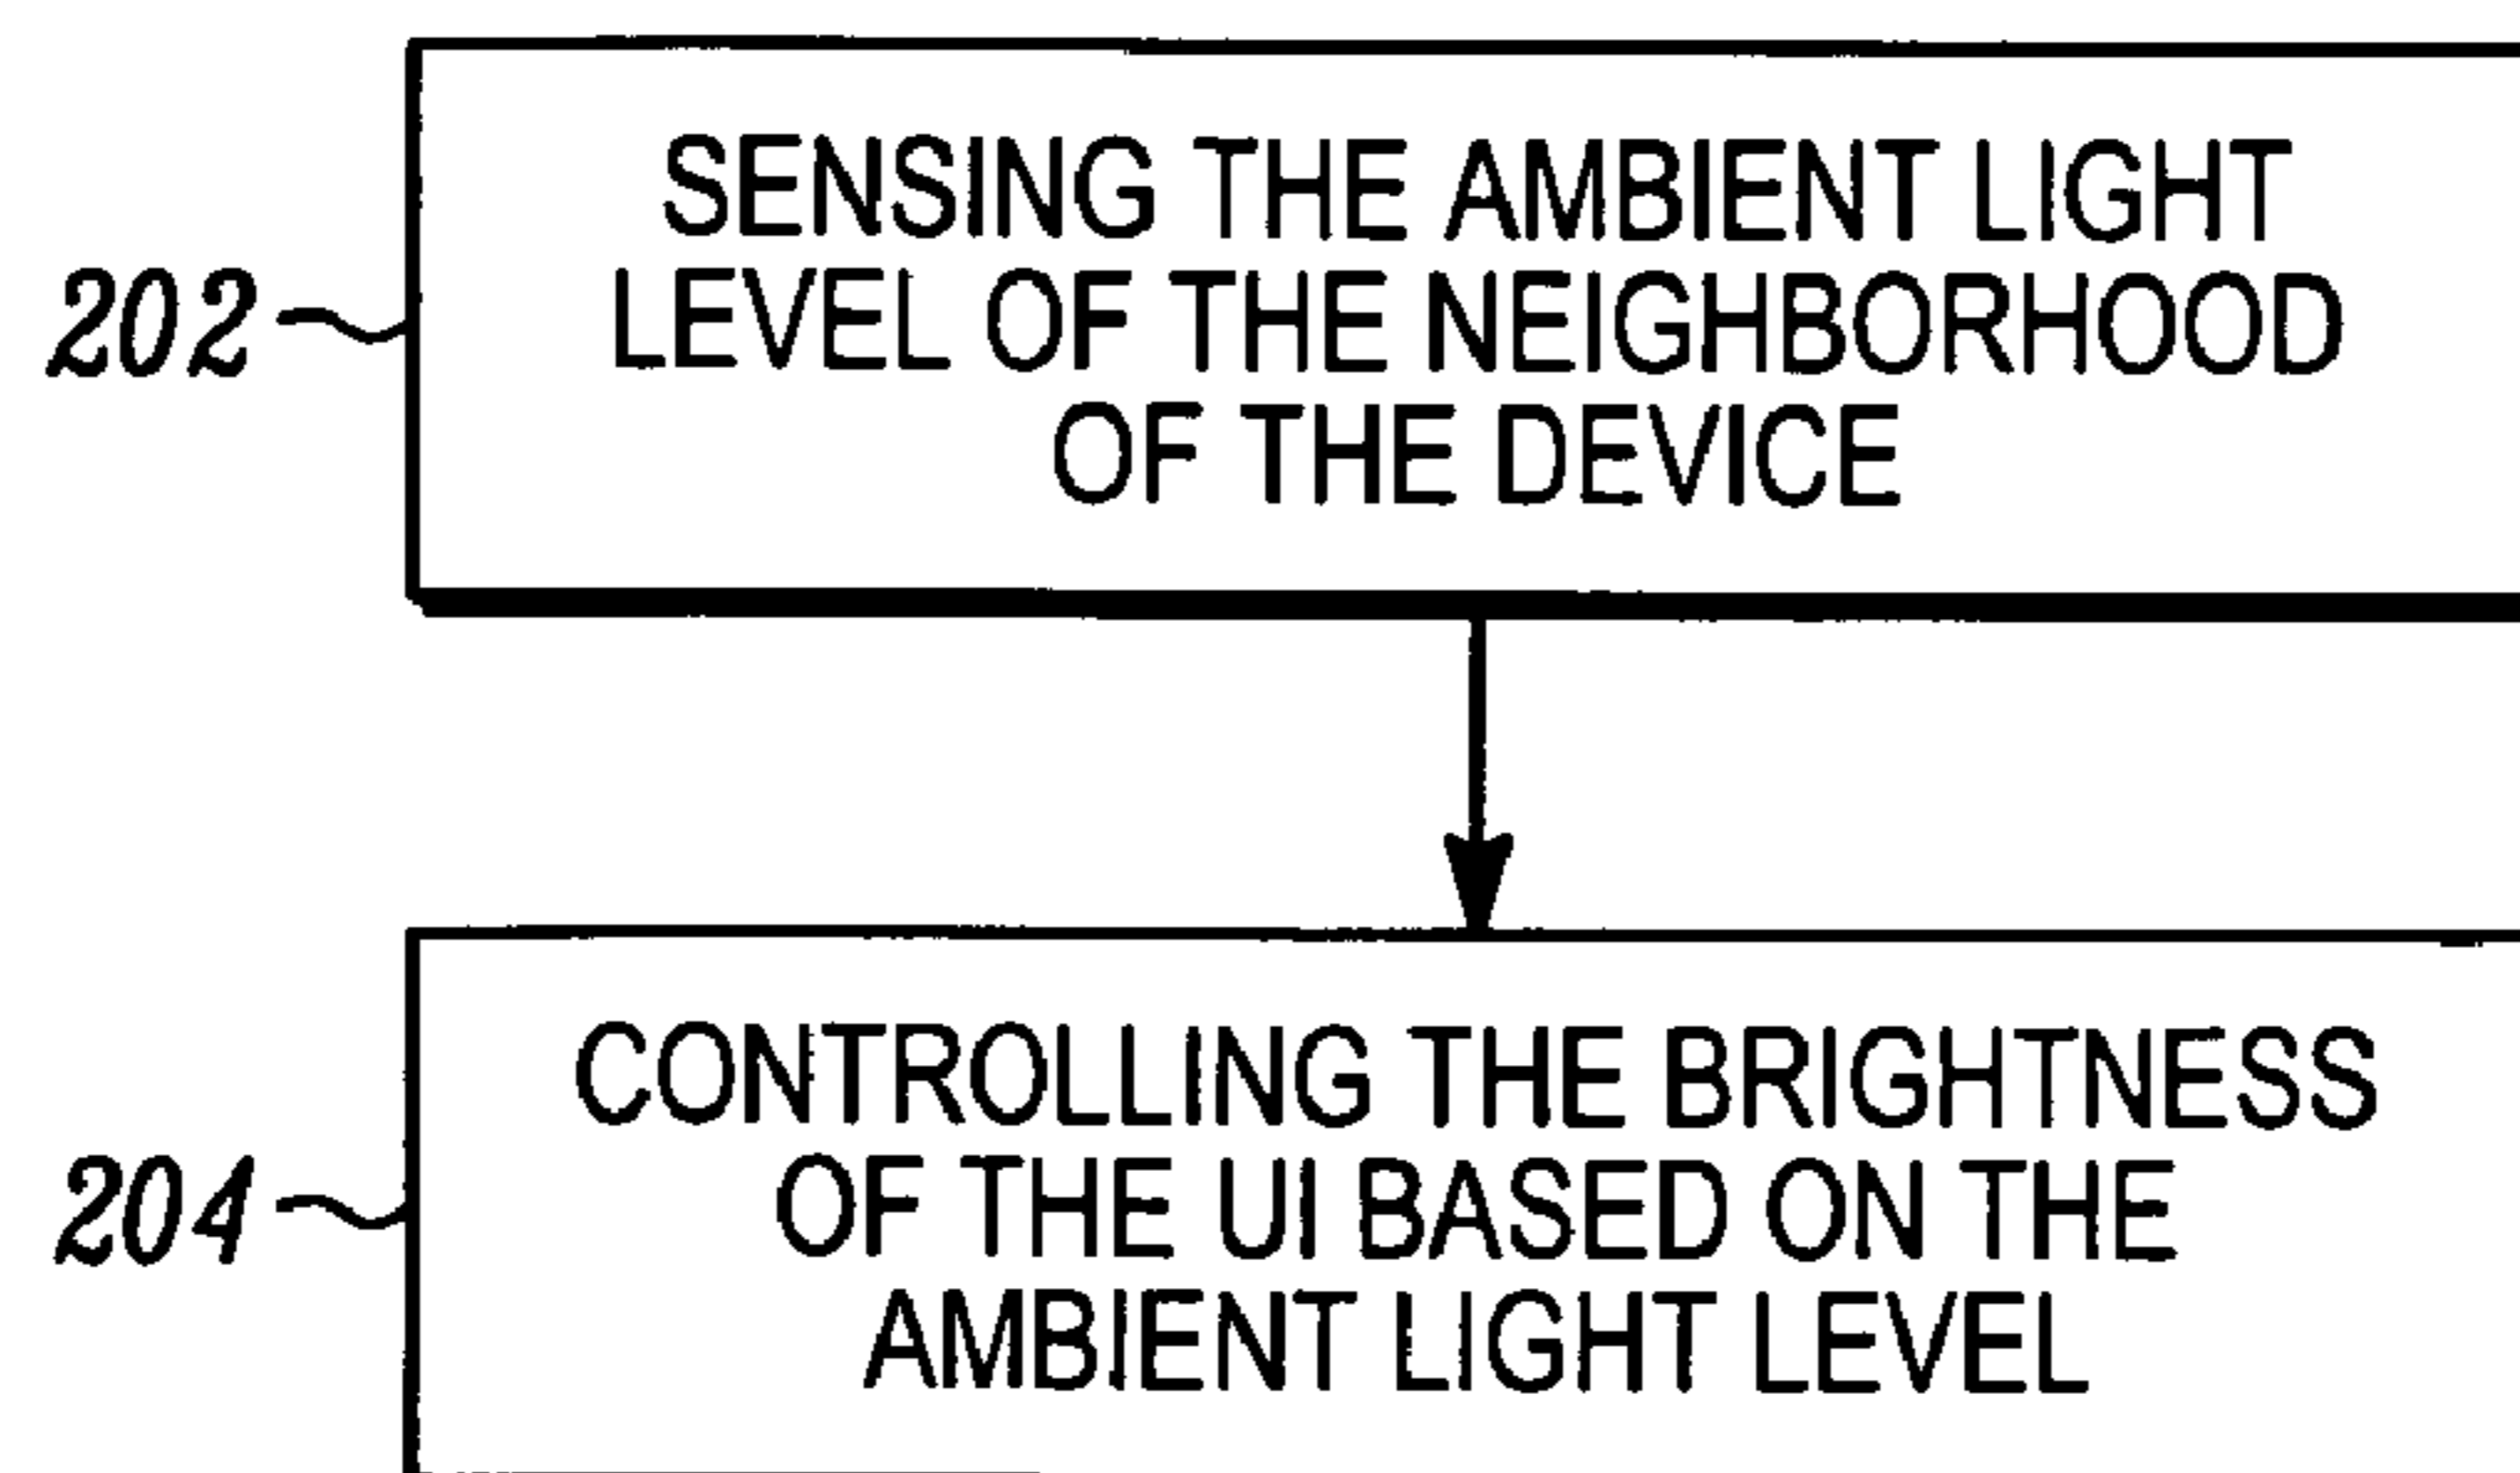 SENSING THE AMBIENT LIGHT
202 LEVEL OF THE NEIGHBORHOOD
OF THE DEVICE
CONTROLLING THE BRIGHTNESS
204 OF THE UI BASED ON THE
AMBIENT LIGHT LEVEL